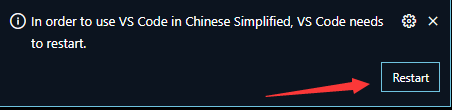 In order to use VS Code in Chinese Simplified, VS Code needs
to restart.
Restart